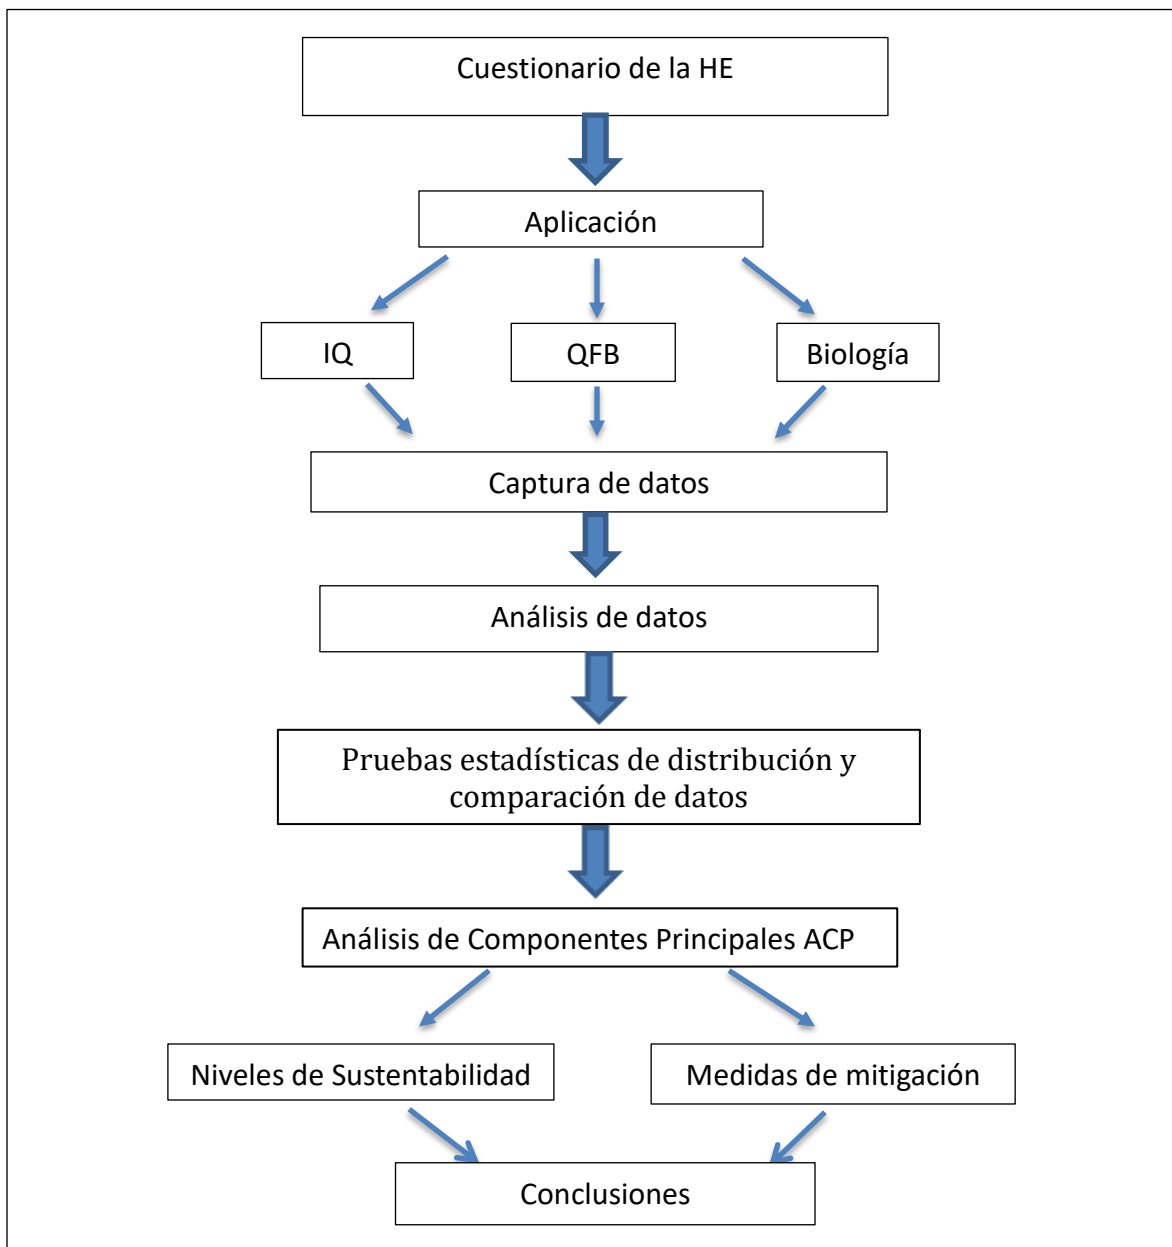 Cuestionario de la HE
Aplicación
IQ
QFB
Biología
Captura de datos
Análisis de datos
Pruebas estadísticas de distribución y
comparación de datos
Análisis de Componentes Principales ACP
Niveles de Sustentabilidad
Medidas de mitigación
Conclusiones